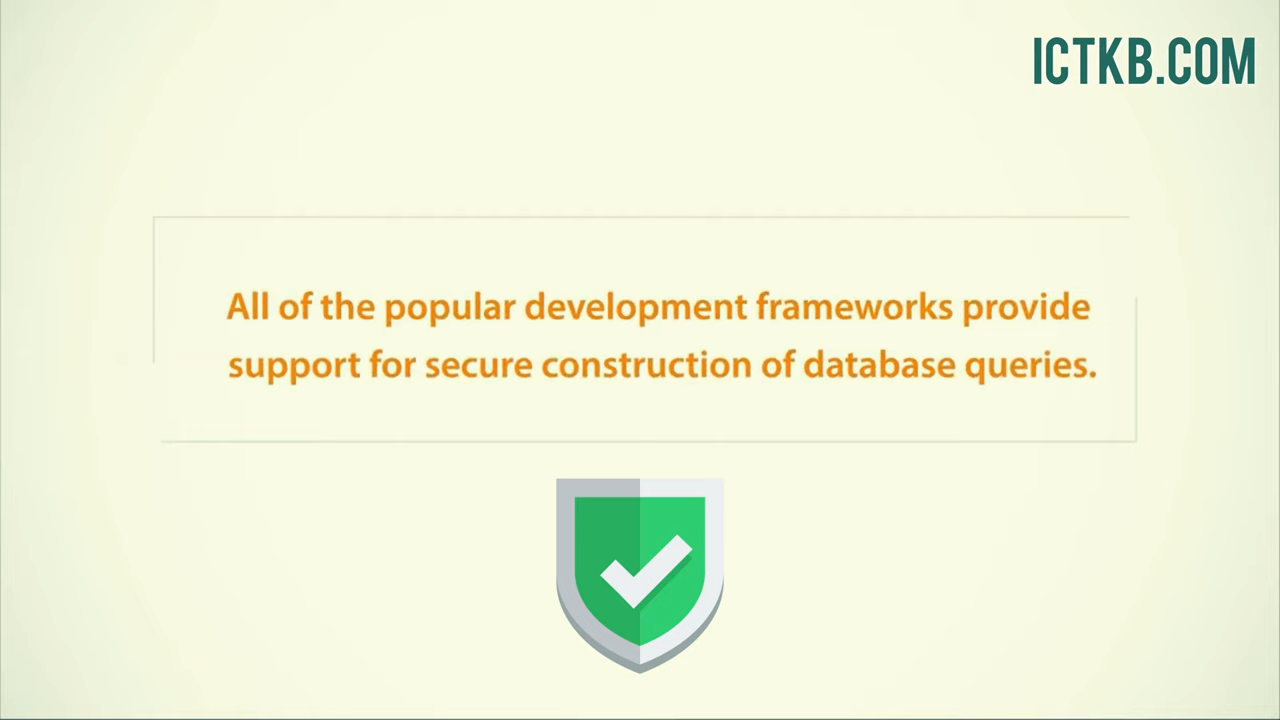 ICTKB.COM
All of the popular development frameworks provide
support for secure construction of database queries.